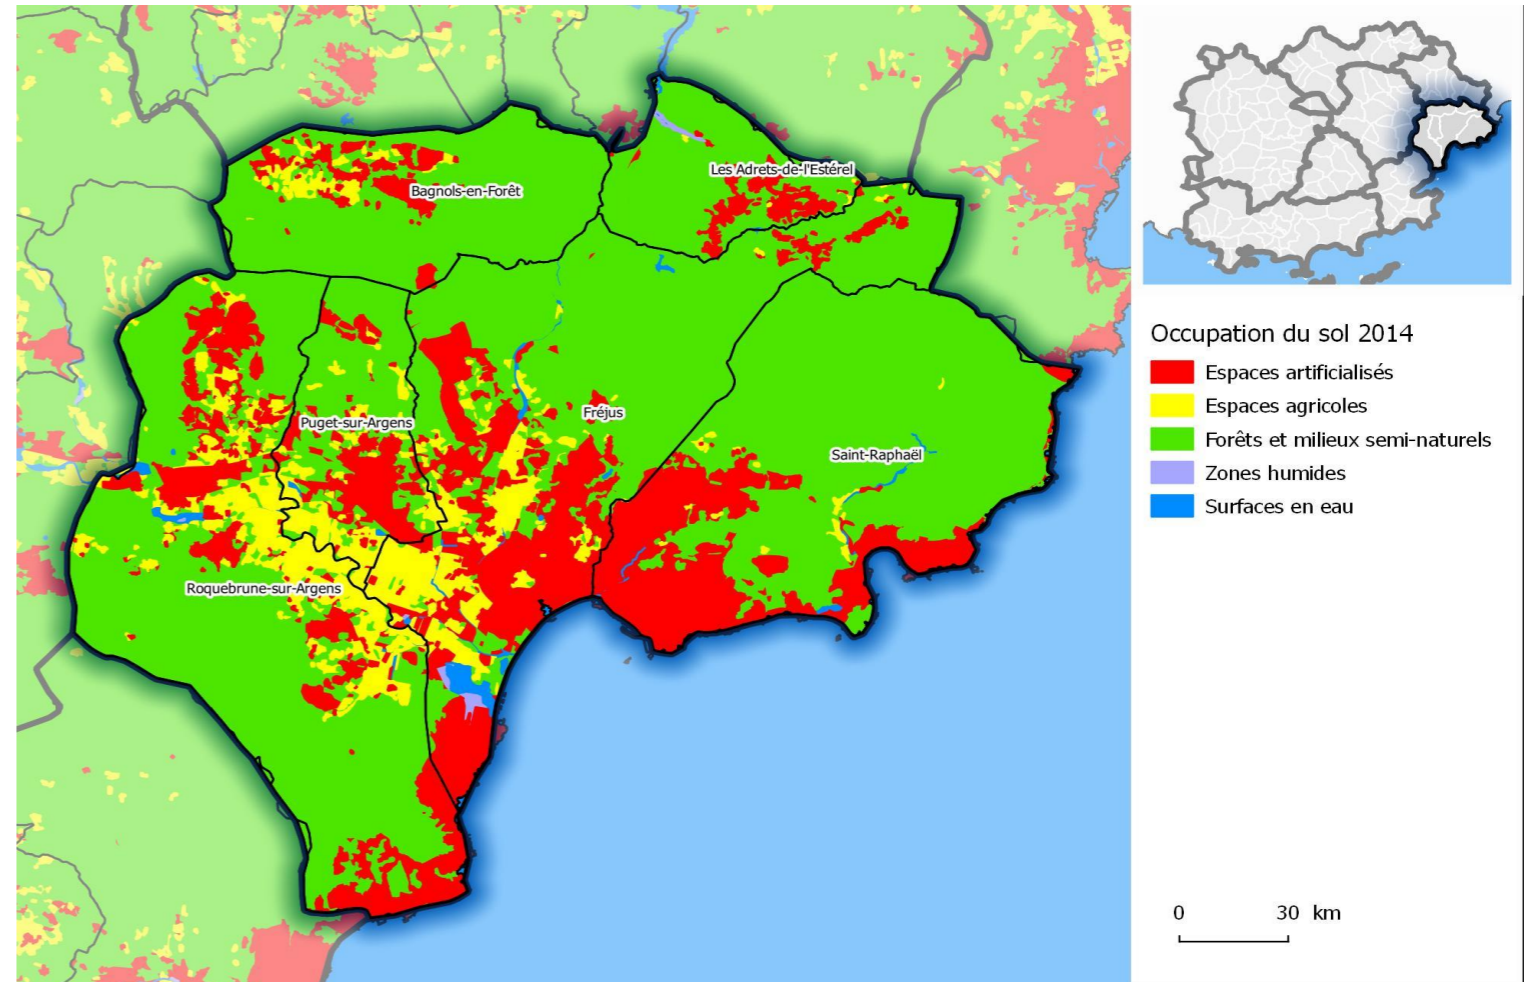 Les Adrets-de-l'Estérel
Bagnols-en-Forêt
Fréjus
Puget-sur-Argens
Saint-Raphaël
Roquebrune-sur-Argens
Occupation du sol 2014
Espaces artificialisés
Espaces agricoles
Forêts et milieux semi-naturels
Zones humides
Surfaces en eau
0 30 km